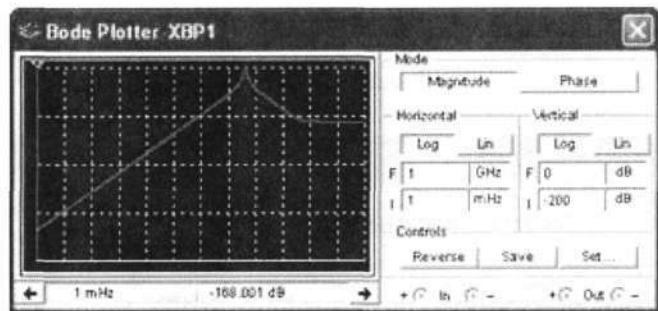 Bode Plotter-XBP1
Mode
Magnitude Phase
Horizontal Vertical
Log Lin Log Lin
F 1 GHz F 0 dB
I 1 mHz I -200 dB
Controls
Reverse Save Set...
1 mHz -168.001 dB + In - + Out -